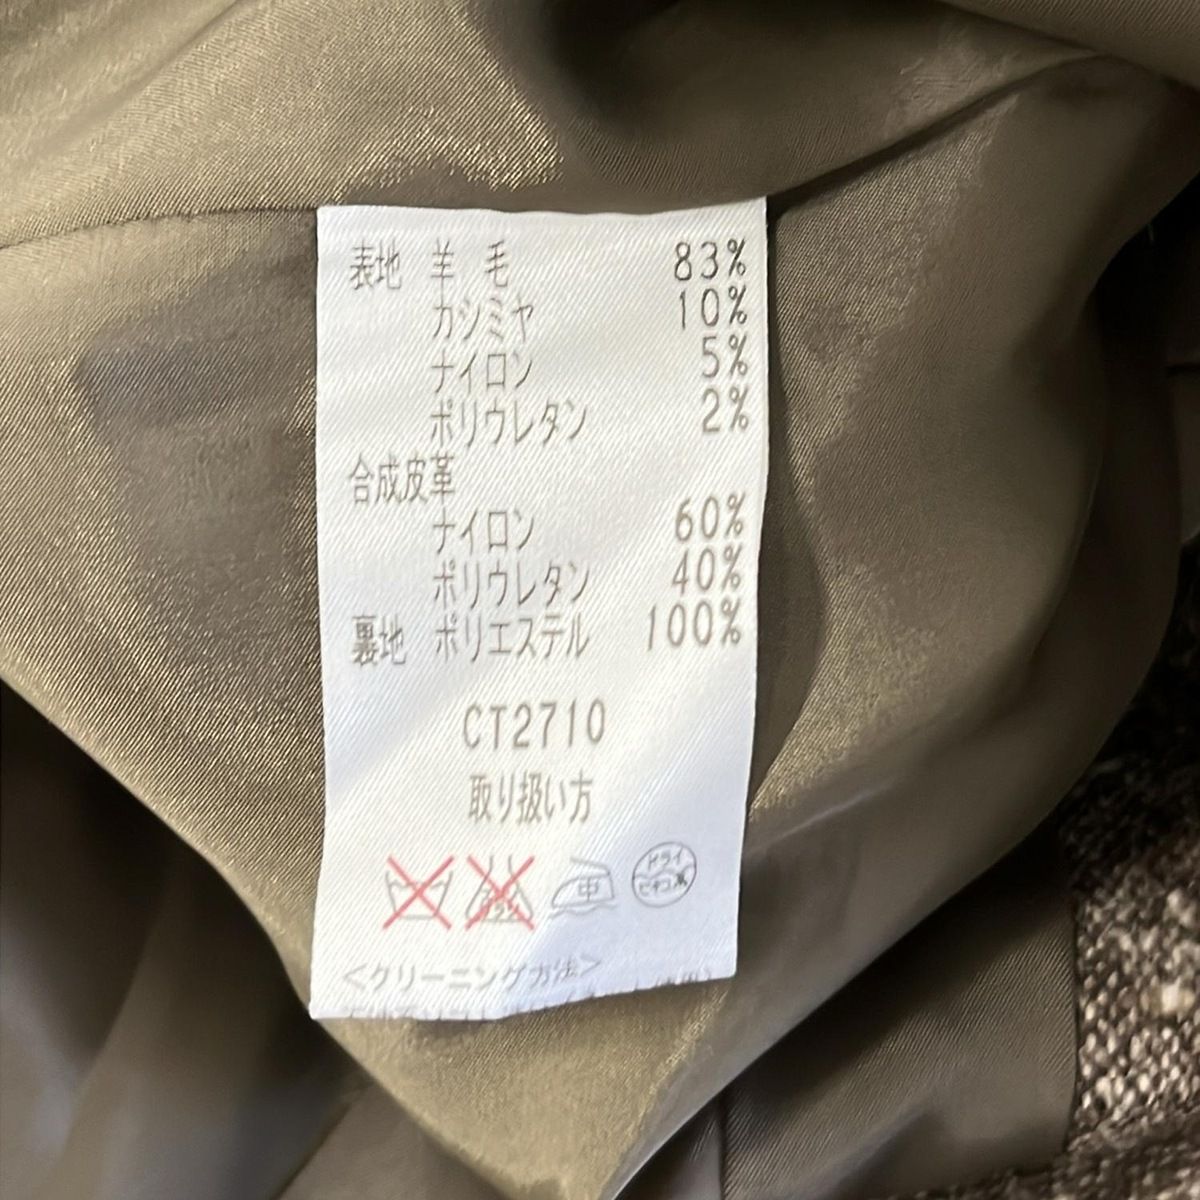 表地 羊 毛 83%
カシミヤ 10%
ナイロン 5%
ポリウレタン 2%
合成皮革
ナイロン 60%
ポリウレタン 40%
裏地 ポリエステル 100%
CT2710
取り扱い方
中 ドライ
<クリーニング方法>